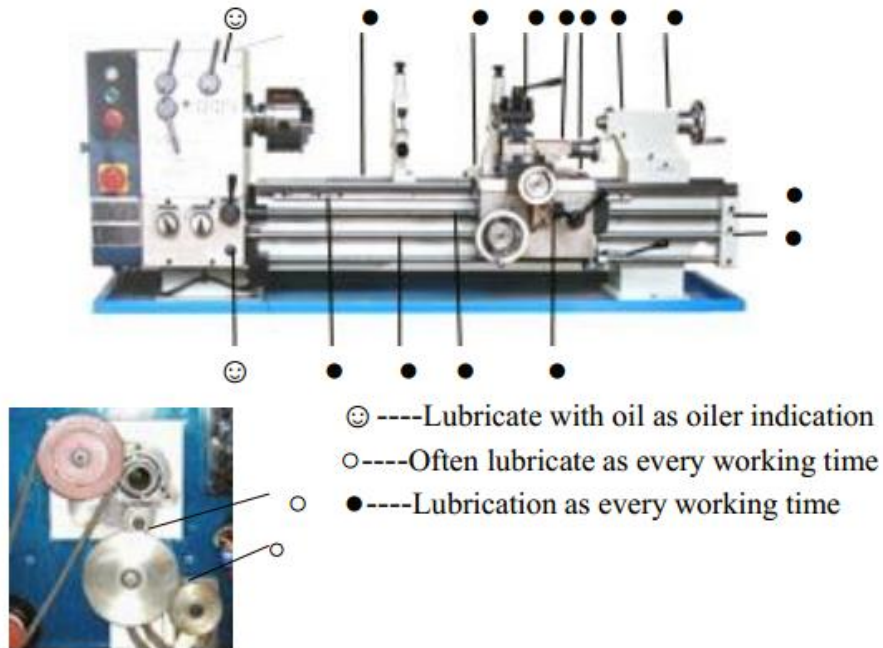 ☺ ----Lubricate with oil as oiler indication
○----Often lubricate as every working time
●----Lubrication as every working time